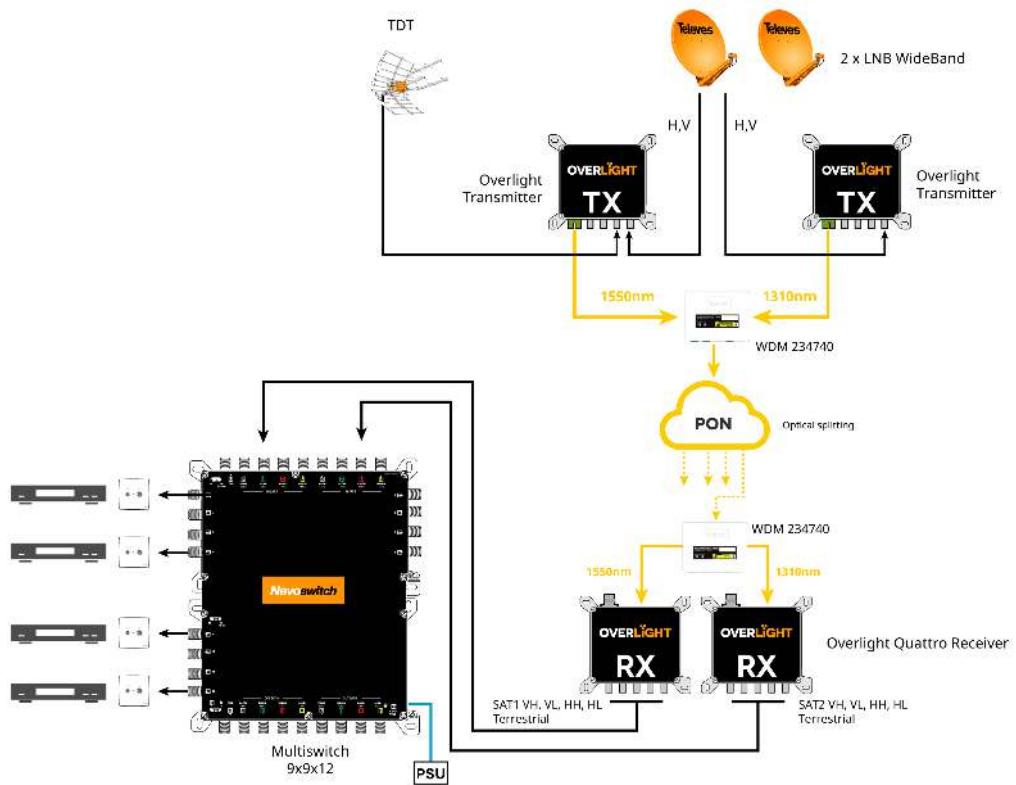 TDT
Televes
Televes
2 x LNB WideBand
H,V
H,V
Overlight
Transmitter
OVERLIGHT
TX
OVERLIGHT
TX
Overlight
Transmitter
1550nm
1310nm
WDM 234740
PON
Optical splitting
WDM 234740
1550nm
1310nm
Nevoswitch
OVERLIGHT
RX
OVERLIGHT
RX
Overlight Quattro Receiver
SAT1 VH, VL, HH, HL
Terrestrial
SAT2 VH, VL, HH, HL
Terrestrial
Multiswitch
9x9x12
PSU